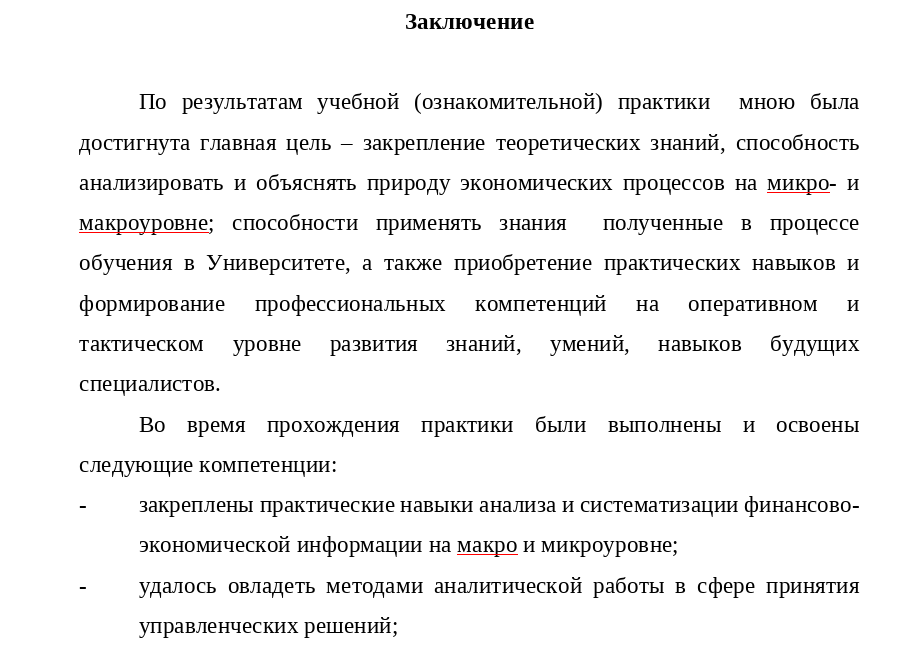 Заключение
По результатам учебной (ознакомительной) практики мною была
достигнута главная цель – закрепление теоретических знаний, способность
анализировать и объяснять природу экономических процессов на микро- и
макроуровне; способности применять знания полученные в процессе
обучения в Университете, а также приобретение практических навыков и
формирование профессиональных компетенций на оперативном и
тактическом уровне развития знаний, умений, навыков будущих
специалистов.
Во время прохождения практики были выполнены и освоены
следующие компетенции:
- закреплены практические навыки анализа и систематизации финансово-
экономической информации на макро и микроуровне;
- удалось овладеть методами аналитической работы в сфере принятия
управленческих решений;